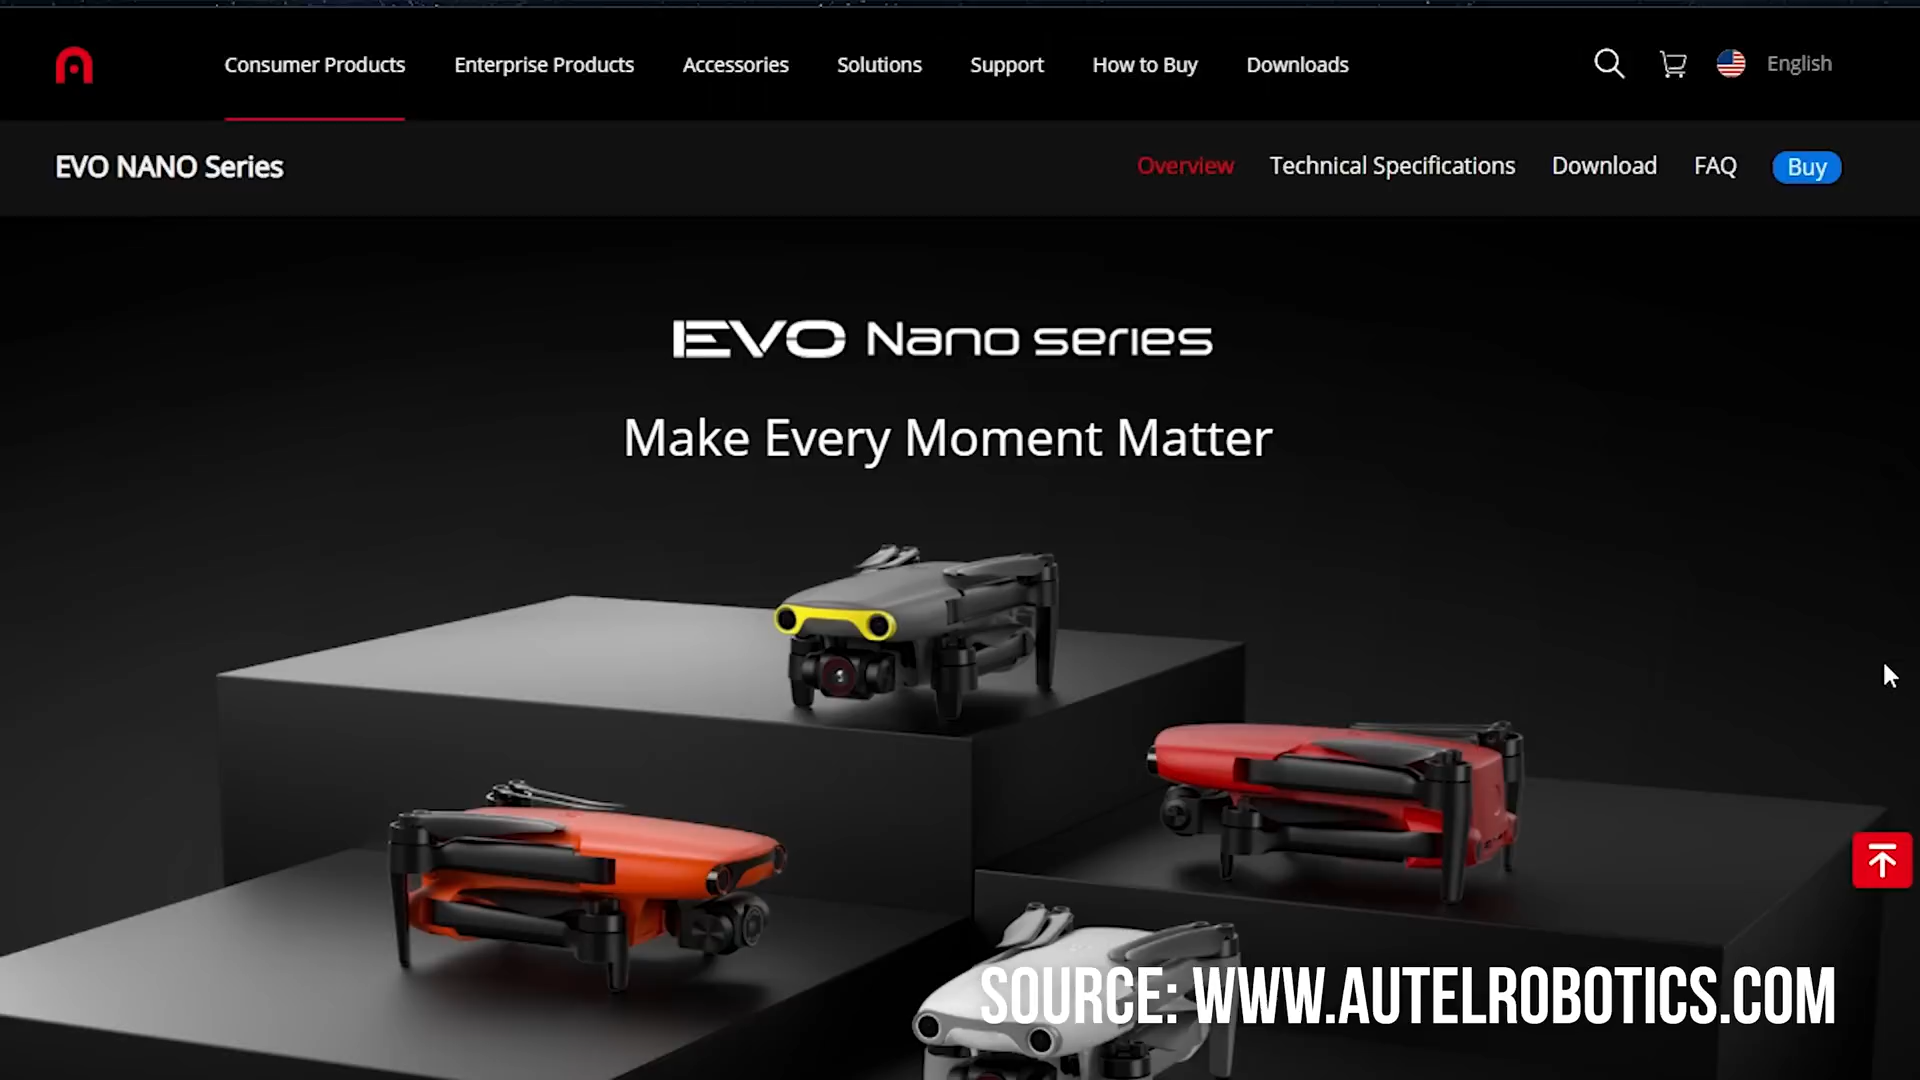 Consumer Products
Enterprise Products
Accessories
Solutions
Support
How to Buy
Downloads
English
EVO NANO Series
Overview
Technical Specifications
Download
FAQ
Buy
EVO Nano series
Make Every Moment Matter
SOURCE: WWW.AUTELROBOTICS.COM